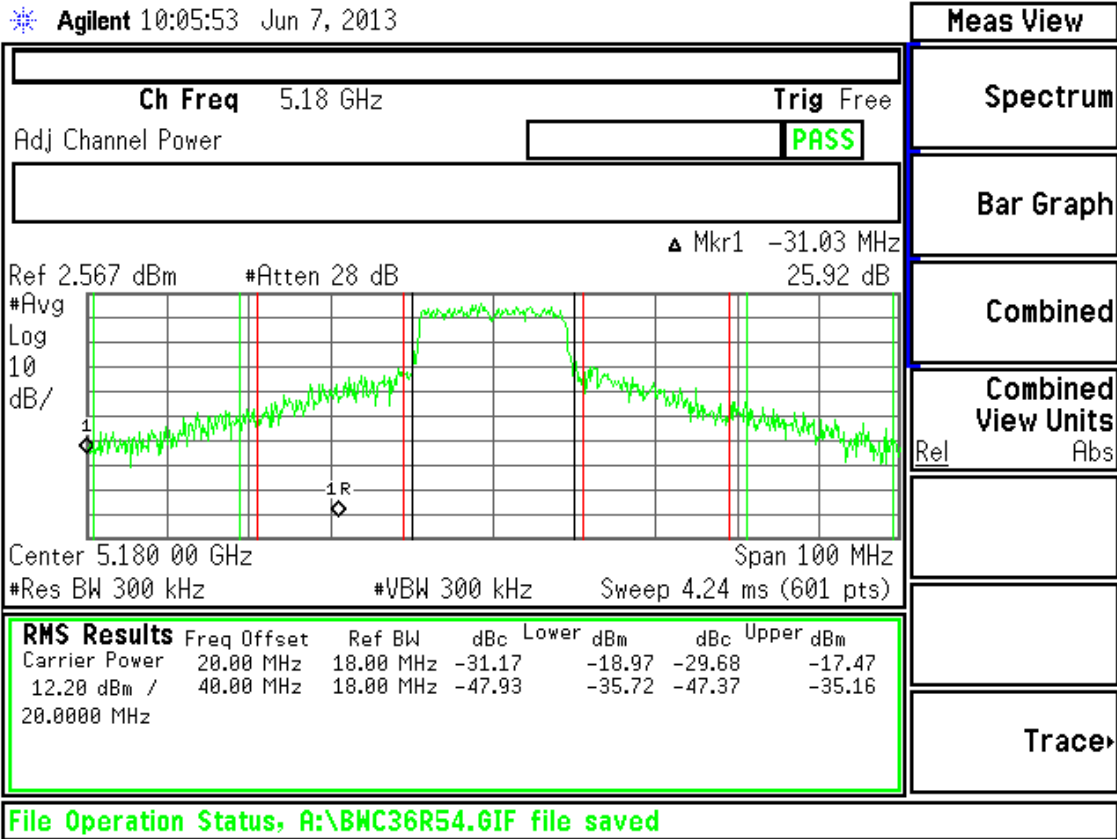 Agilent 10:05:53 Jun 7, 2013
Meas View
Ch Freq 5.18 GHz Trig Free
Spectrum
Adj Channel Power PASS
Bar Graph
Δ Mkr1 -31.03 MHz
Ref 2.567 dBm #Atten 28 dB 25.92 dB
#Avg
Log
10
dB/
Combined
Combined
View Units
Rel Abs
1
1R
Center 5.180 00 GHz Span 100 MHz
#Res BW 300 kHz #VBW 300 kHz Sweep 4.24 ms (601 pts)
RMS Results Freq Offset Ref BW dBc Lower dBm dBc Upper dBm
Carrier Power 20.00 MHz 18.00 MHz -31.17 -18.97 -29.68 -17.47
12.20 dBm / 40.00 MHz 18.00 MHz -47.93 -35.72 -47.37 -35.16
20.0000 MHz
Trace
File Operation Status, A:\BWC36R54.GIF file saved